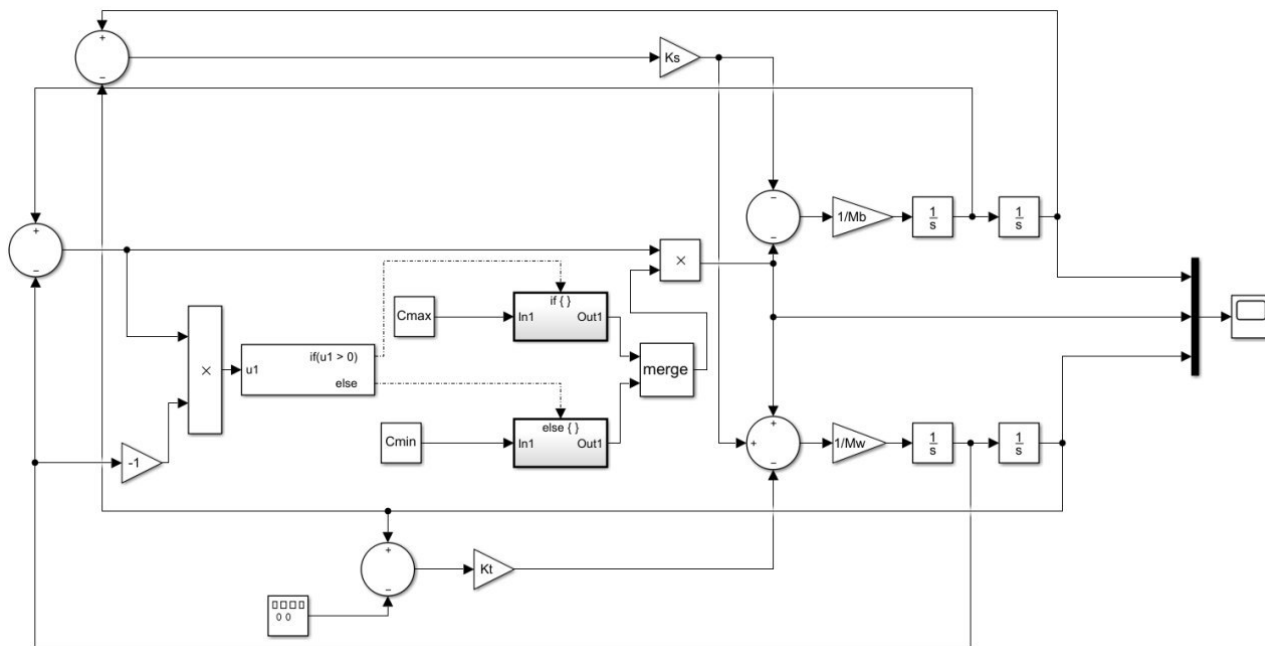 +
−
Ks
+
−
−
−
1/Mb
1
s
1
s
×
if { }
In1
Out1
Cmax
if(u1 > 0)
u1
else
×
merge
else { }
In1
Out1
Cmin
-1
+
+
−
1/Mw
1
s
1
s
+
−
Kt
0 0